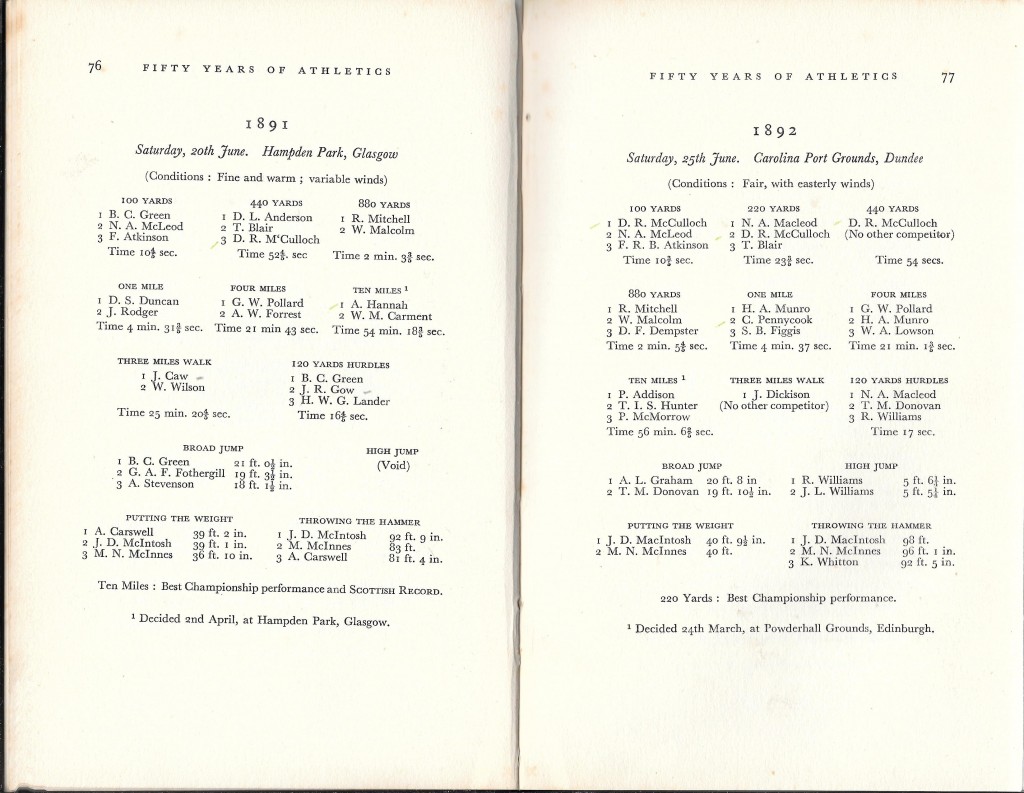 76 FIFTY YEARS OF ATHLETICS
1891
Saturday, 20th June. Hampden Park, Glasgow
(Conditions : Fine and warm ; variable winds)
100 YARDS
1 B. C. Green
2 N. A. McLeod
3 F. Atkinson
Time 10⅘ sec.
440 YARDS
1 D. L. Anderson
2 T. Blair
3 D. R. McCulloch
Time 52⅘. sec
880 YARDS
1 R. Mitchell
2 W. Malcolm
Time 2 min. 3⅗ sec.
ONE MILE
1 D. S. Duncan
2 J. Rodger
Time 4 min. 31⅗ sec.
FOUR MILES
1 G. W. Pollard
2 A. W. Forrest
Time 21 min 43 sec.
TEN MILES ¹
1 A. Hannah
2 W. M. Carment
Time 54 min. 18⅗ sec.
THREE MILES WALK
1 J. Caw
2 W. Wilson
Time 25 min. 20⅘ sec.
120 YARDS HURDLES
1 B. C. Green
2 J. R. Gow
3 H. W. G. Lander
Time 16⅘ sec.
BROAD JUMP
1 B. C. Green 21 ft. 0½ in.
2 G. A. F. Fothergill 19 ft. 3½ in.
3 A. Stevenson 18 ft. 1½ in.
HIGH JUMP
(Void)
PUTTING THE WEIGHT
1 A. Carswell 39 ft. 2 in.
2 J. D. McIntosh 39 ft. 1 in.
3 M. N. McInnes 36 ft. 10 in.
THROWING THE HAMMER
1 J. D. McIntosh 92 ft. 9 in.
2 M. McInnes 83 ft.
3 A. Carswell 81 ft. 4 in.
Ten Miles : Best Championship performance and SCOTTISH RECORD.
¹ Decided 2nd April, at Hampden Park, Glasgow.
FIFTY YEARS OF ATHLETICS 77
1892
Saturday, 25th June. Carolina Port Grounds, Dundee
(Conditions : Fair, with easterly winds)
100 YARDS
1 D. R. McCulloch
2 N. A. McLeod
3 F. R. B. Atkinson
Time 10⅗ sec.
220 YARDS
1 N. A. Macleod
2 D. R. McCulloch
3 T. Blair
Time 23⅗ sec.
440 YARDS
D. R. McCulloch
(No other competitor)
Time 54 secs.
880 YARDS
1 R. Mitchell
2 W. Malcolm
3 D. F. Dempster
Time 2 min. 5⅘ sec.
ONE MILE
1 H. A. Munro
2 C. Pennycook
3 S. B. Figgis
Time 4 min. 37 sec.
FOUR MILES
1 G. W. Pollard
2 H. A. Munro
3 W. A. Lowson
Time 21 min. 1⅗ sec.
TEN MILES ¹
1 P. Addison
2 T. I. S. Hunter
3 P. McMorrow
Time 56 min. 6⅗ sec.
THREE MILES WALK
1 J. Dickison
(No other competitor)
120 YARDS HURDLES
1 N. A. Macleod
2 T. M. Donovan
3 R. Williams
Time 17 sec.
BROAD JUMP
1 A. L. Graham 20 ft. 8 in
2 T. M. Donovan 19 ft. 10½ in.
HIGH JUMP
1 R. Williams 5 ft. 6¼ in.
2 J. L. Williams 5 ft. 5¼ in.
PUTTING THE WEIGHT
1 J. D. MacIntosh 40 ft. 9½ in.
2 M. N. McInnes 40 ft.
THROWING THE HAMMER
1 J. D. MacIntosh 98 ft.
2 M. N. McInnes 96 ft. 1 in.
3 K. Whitton 92 ft. 5 in.
220 Yards : Best Championship performance.
¹ Decided 24th March, at Powderhall Grounds, Edinburgh.